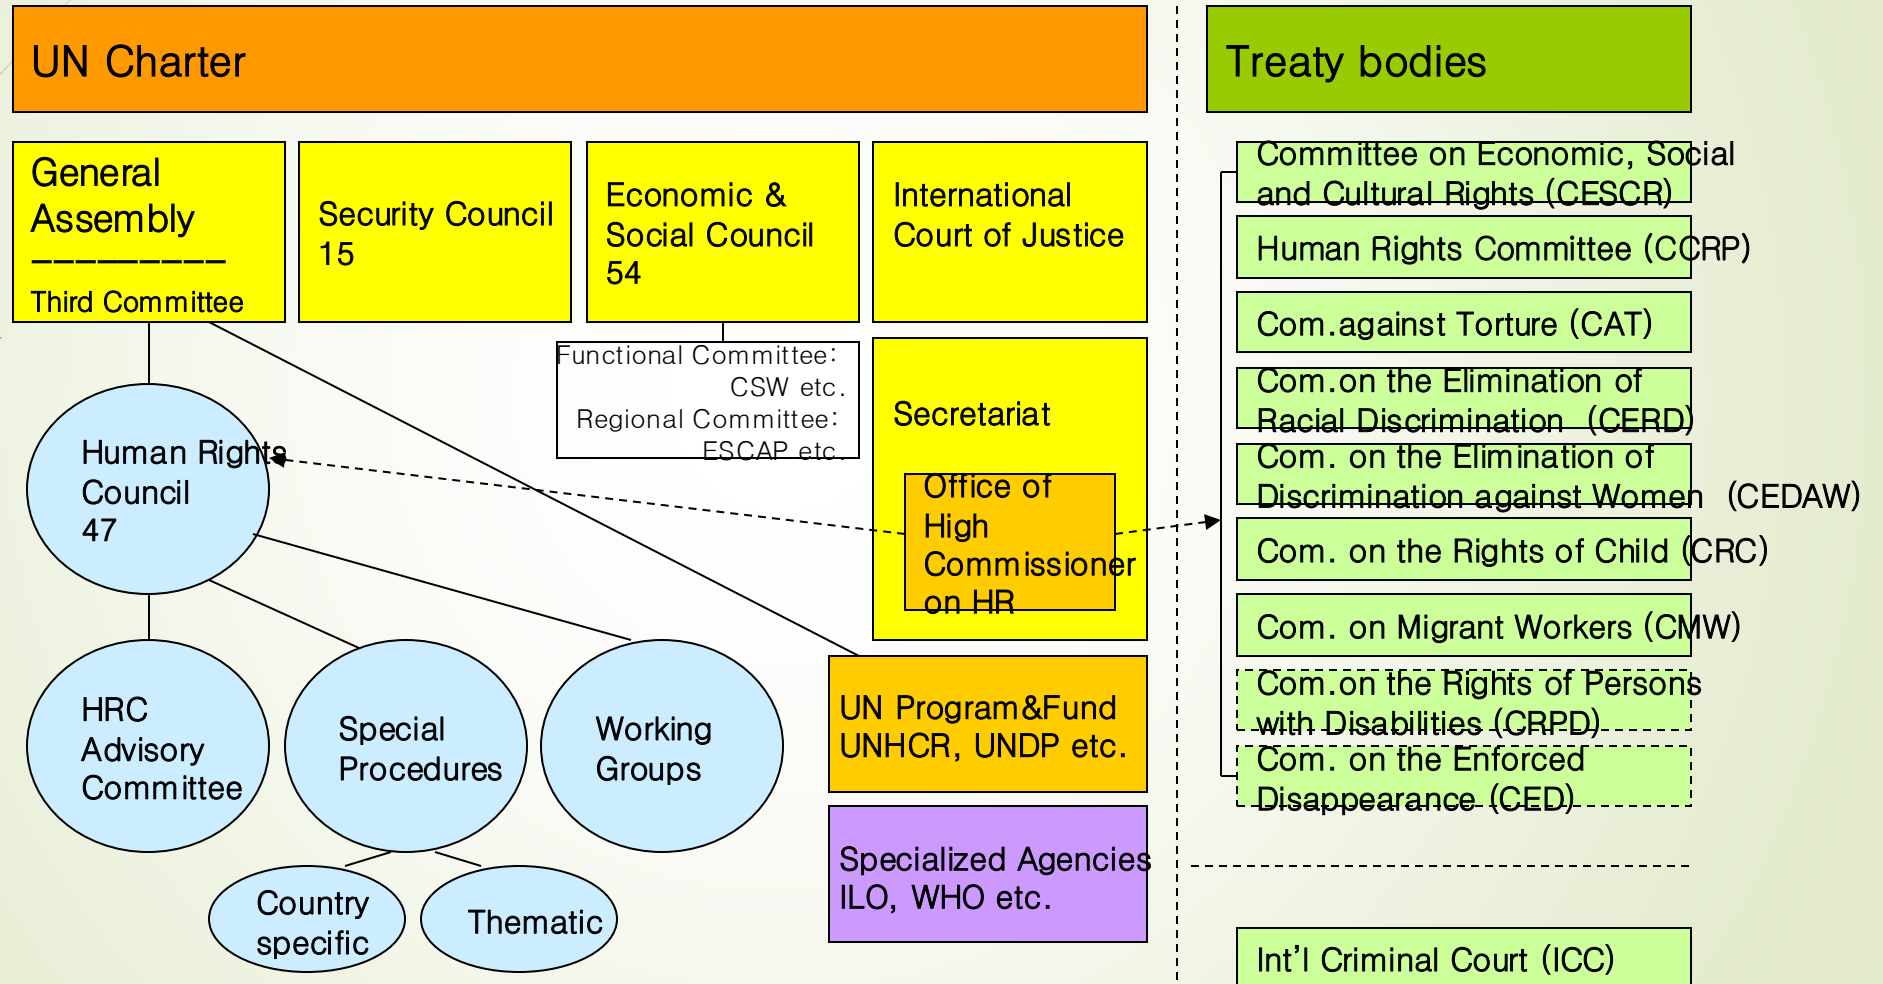 UN Charter
Treaty bodies
General
Assembly
---------
Third Committee
Security Council
15
Economic &
Social Council
54
International
Court of Justice
Functional Committee:
CSW etc.
Regional Committee:
ESCAP etc.
Secretariat
Office of
High
Commissioner
on HR
Human Rights
Council
47
HRC
Advisory
Committee
Special
Procedures
Working
Groups
Country
specific
Thematic
UN Program&Fund
UNHCR, UNDP etc.
Specialized Agencies
ILO, WHO etc.
Committee on Economic, Social
and Cultural Rights (CESCR)
Human Rights Committee (CCRP)
Com.against Torture (CAT)
Com.on the Elimination of
Racial Discrimination (CERD)
Com. on the Elimination of
Discrimination against Women (CEDAW)
Com. on the Rights of Child (CRC)
Com. on Migrant Workers (CMW)
Com.on the Rights of Persons
with Disabilities (CRPD)
Com. on the Enforced
Disappearance (CED)
Int’l Criminal Court (ICC)